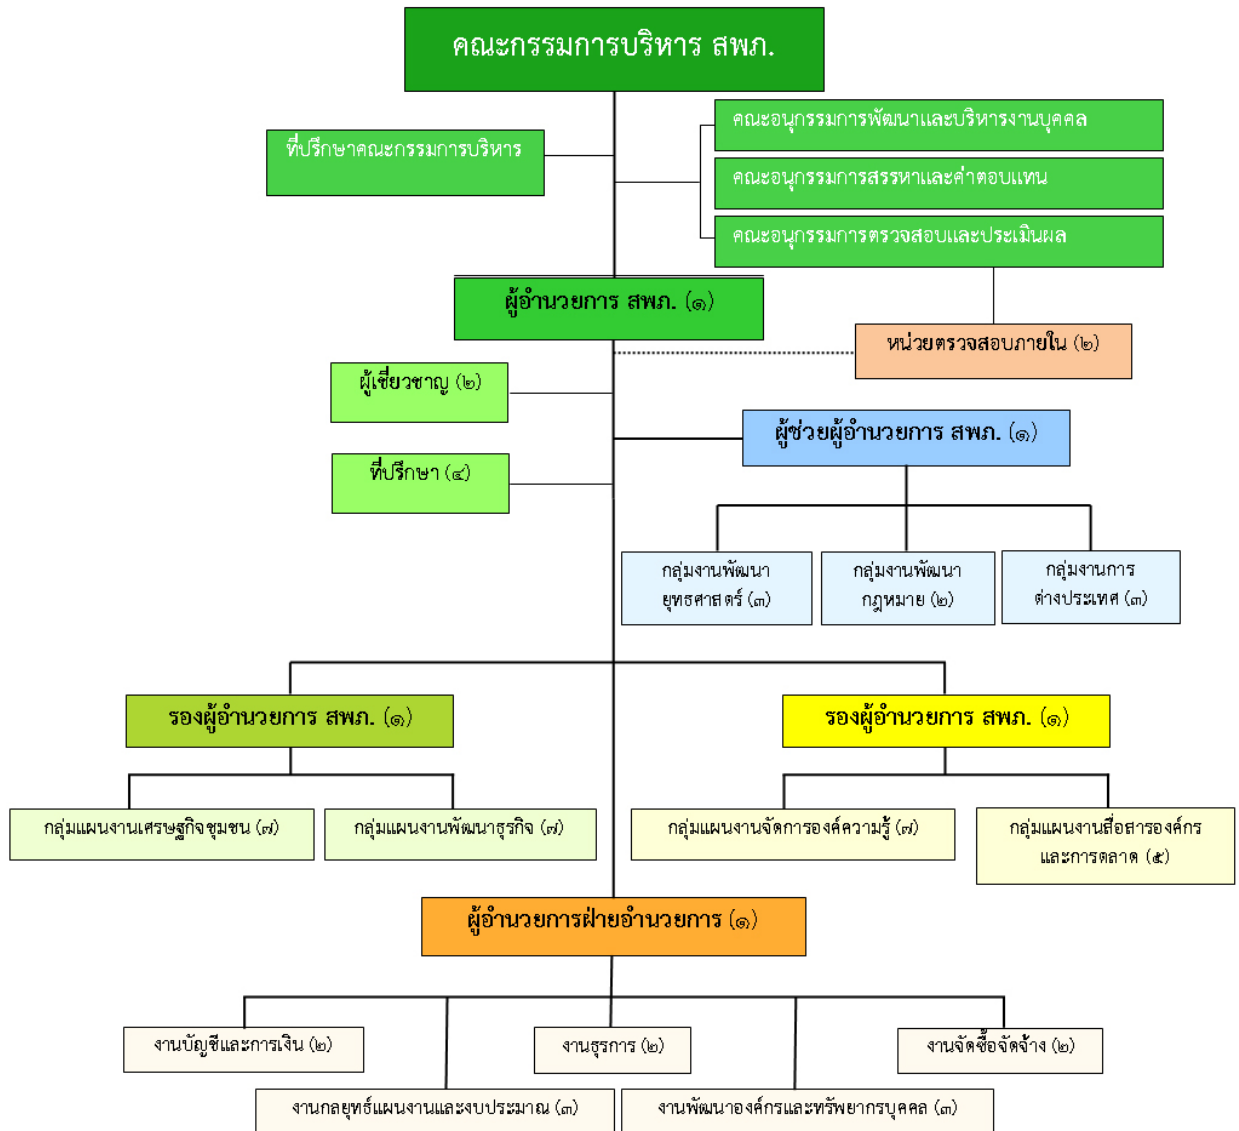 คณะกรรมการบริหาร สพภ.
คณะอนุกรรมการพัฒนาและบริหารงานบุคคล
ที่ปรึกษาคณะกรรมการบริหาร
คณะอนุกรรมการสรรหาและค่าตอบแทน
คณะอนุกรรมการตรวจสอบและประเมินผล
ผู้อำนวยการ สพภ. (๑)
หน่วยตรวจสอบภายใน (๒)
ผู้เชี่ยวชาญ (๒)
ผู้ช่วยผู้อำนวยการ สพภ. (๑)
ที่ปรึกษา (๔)
กลุ่มงานพัฒนา
ยุทธศาสตร์ (๓)
กลุ่มงานพัฒนา
กฎหมาย (๒)
กลุ่มงานการ
ต่างประเทศ (๓)
รองผู้อำนวยการ สพภ. (๑)
รองผู้อำนวยการ สพภ. (๑)
กลุ่มแผนงานเศรษฐกิจชุมชน (๗)
กลุ่มแผนงานพัฒนาธุรกิจ (๗)
กลุ่มแผนงานจัดการองค์ความรู้ (๗)
กลุ่มแผนงานสื่อสารองค์กร
และการตลาด (๕)
ผู้อำนวยการฝ่ายอำนวยการ (๑)
งานบัญชีและการเงิน (๒)
งานธุรการ (๒)
งานจัดซื้อจัดจ้าง (๒)
งานกลยุทธ์แผนงานและงบประมาณ (๓)
งานพัฒนาองค์กรและทรัพยากรบุคคล (๓)